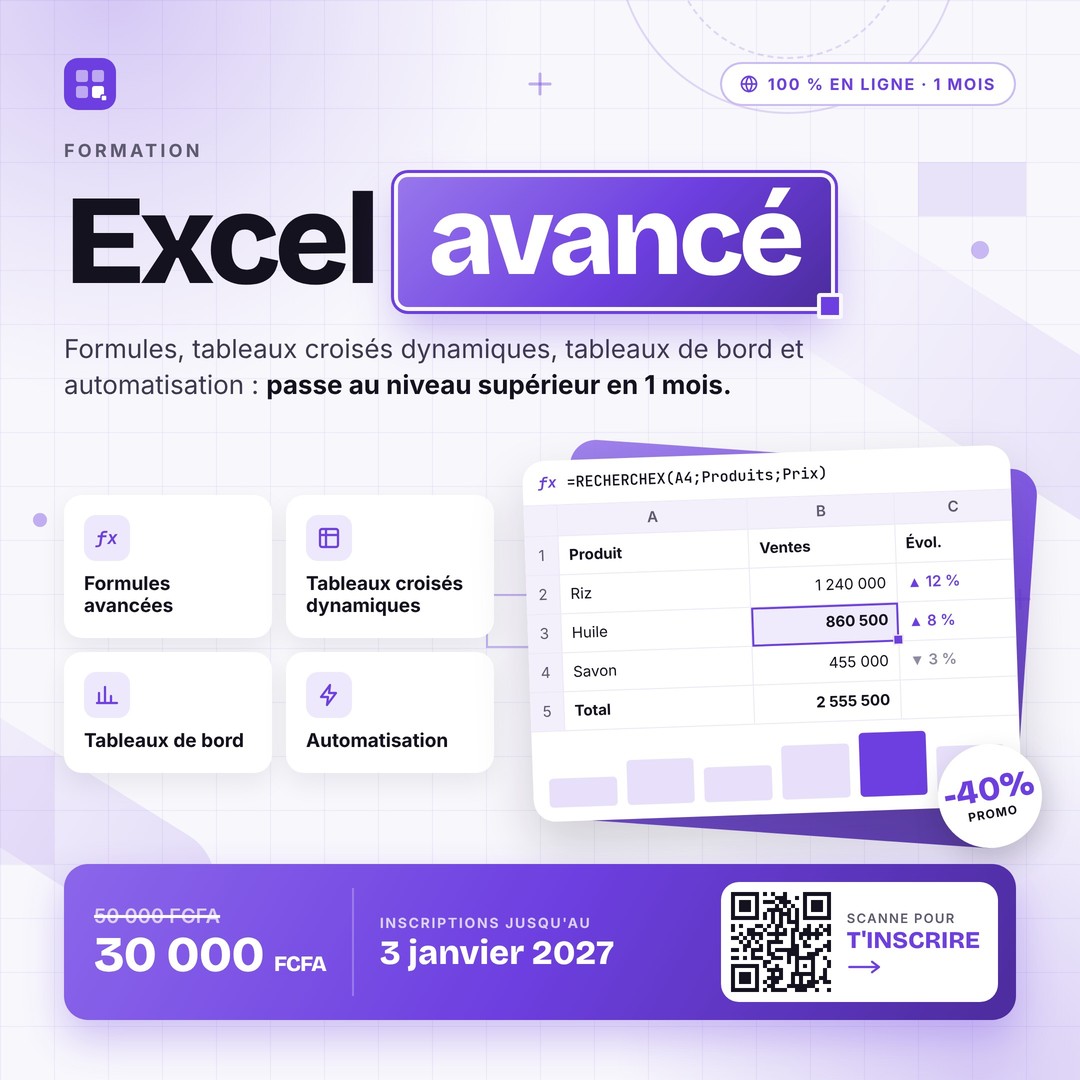 100 % EN LIGNE · 1 MOIS
FORMATION
Excel avancé
Formules, tableaux croisés dynamiques, tableaux de bord et
automatisation : passe au niveau supérieur en 1 mois.
fx =RECHERCHEX(A4;Produits;Prix)
A B C
1 Produit Ventes Évol.
2 Riz 1 240 000 ▲ 12 %
3 Huile 860 500 ▲ 8 %
4 Savon 455 000 ▼ 3 %
5 Total 2 555 500
fx
Formules
avancées
Tableaux croisés
dynamiques
Tableaux de bord
Automatisation
-40%
PROMO
50 000 FCFA
30 000 FCFA
INSCRIPTIONS JUSQU'AU
3 janvier 2027
SCANNE POUR
T'INSCRIRE
→